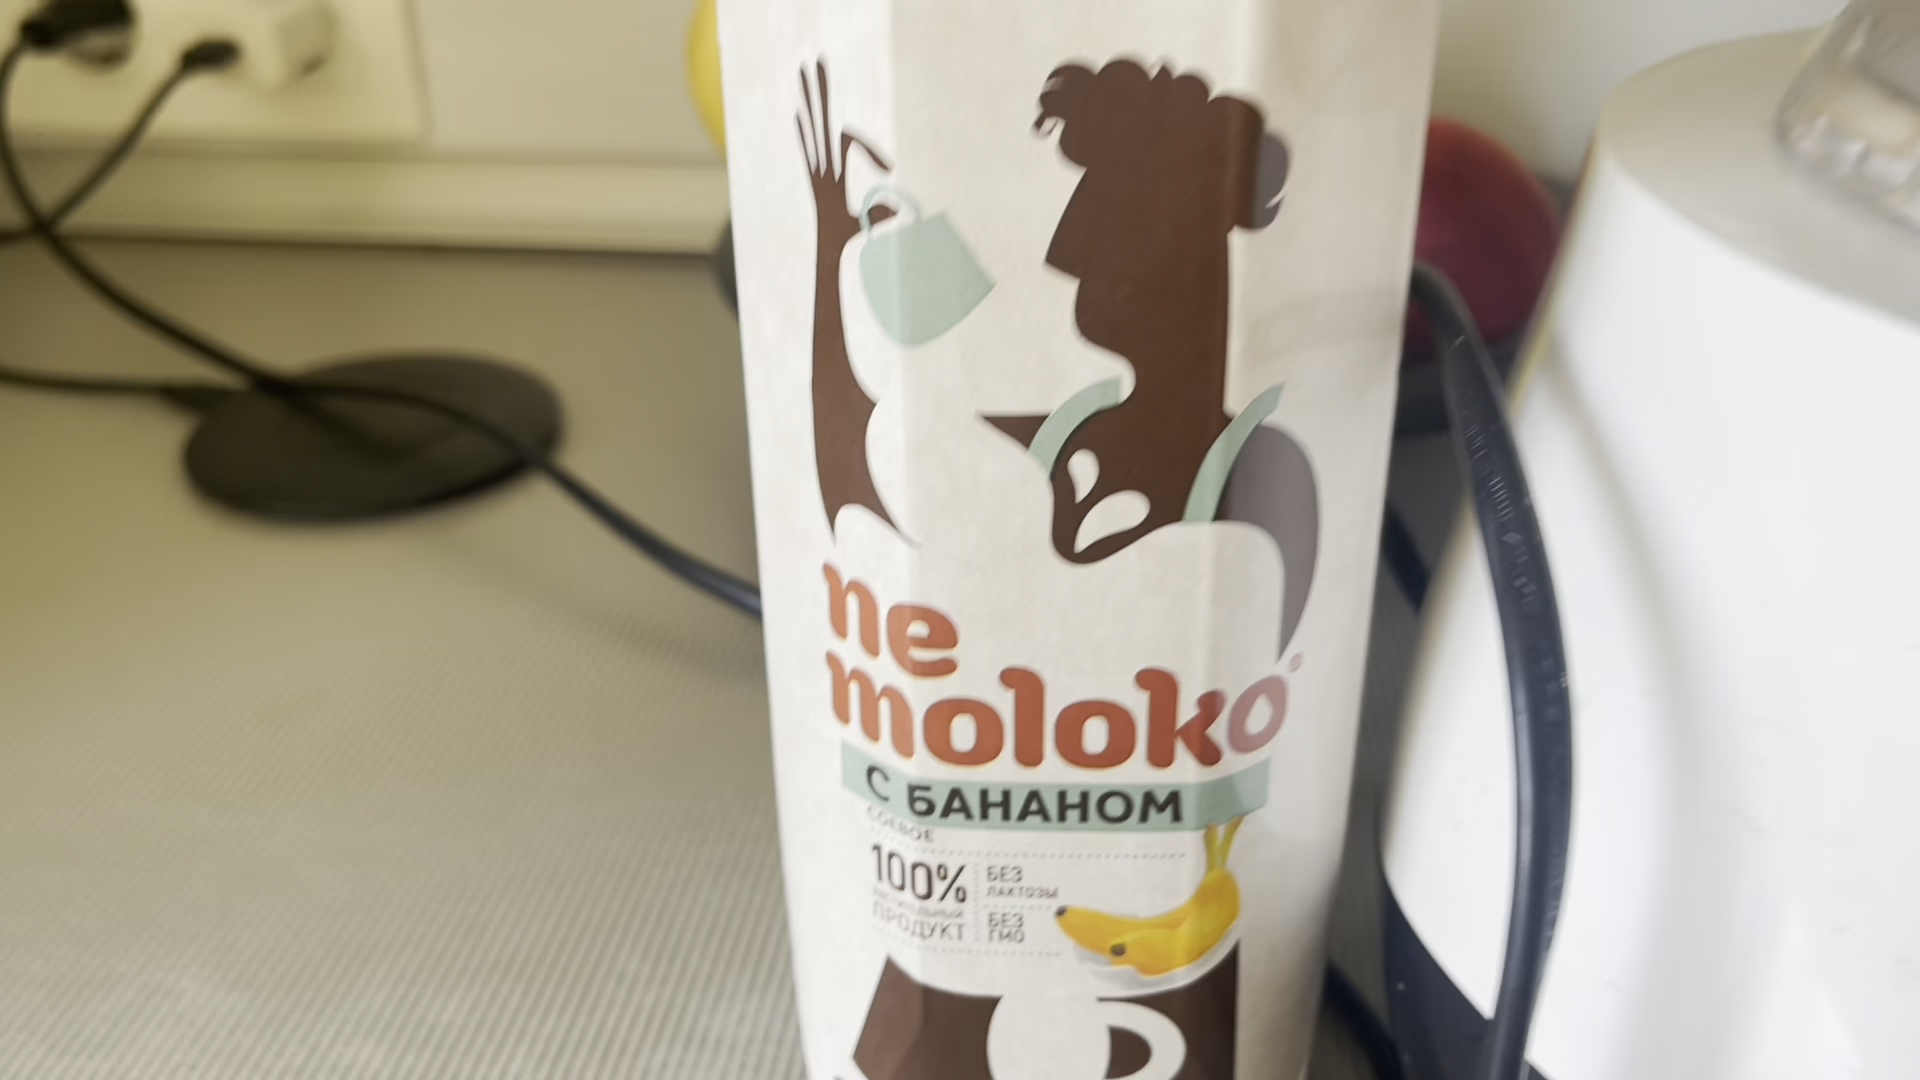 ne
moloko
С БАНАНОМ
СОЕВОЕ
100%
РАСТИТЕЛЬНЫЙ
ПРОДУКТ
БЕЗ
ЛАКТОЗЫ
БЕЗ
ГМО